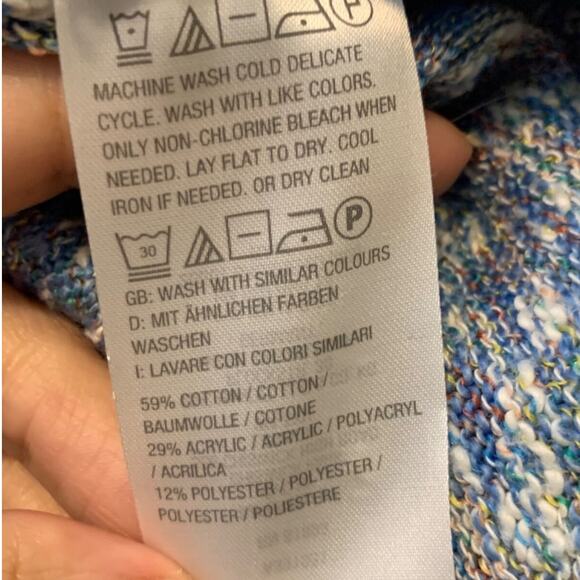 P
MACHINE WASH COLD DELICATE
CYCLE. WASH WITH LIKE COLORS.
ONLY NON-CHLORINE BLEACH WHEN
NEEDED. LAY FLAT TO DRY. COOL
IRON IF NEEDED. OR DRY CLEAN
30 P
GB: WASH WITH SIMILAR COLOURS
D: MIT ÄHNLICHEN FARBEN
WASCHEN
I: LAVARE CON COLORI SIMILARI
59% COTTON / COTTON /
BAUMWOLLE / COTONE
29% ACRYLIC / ACRYLIC / POLYACRYL
/ ACRILICA
12% POLYESTER / POLYESTER /
POLYESTER / POLIESTERE